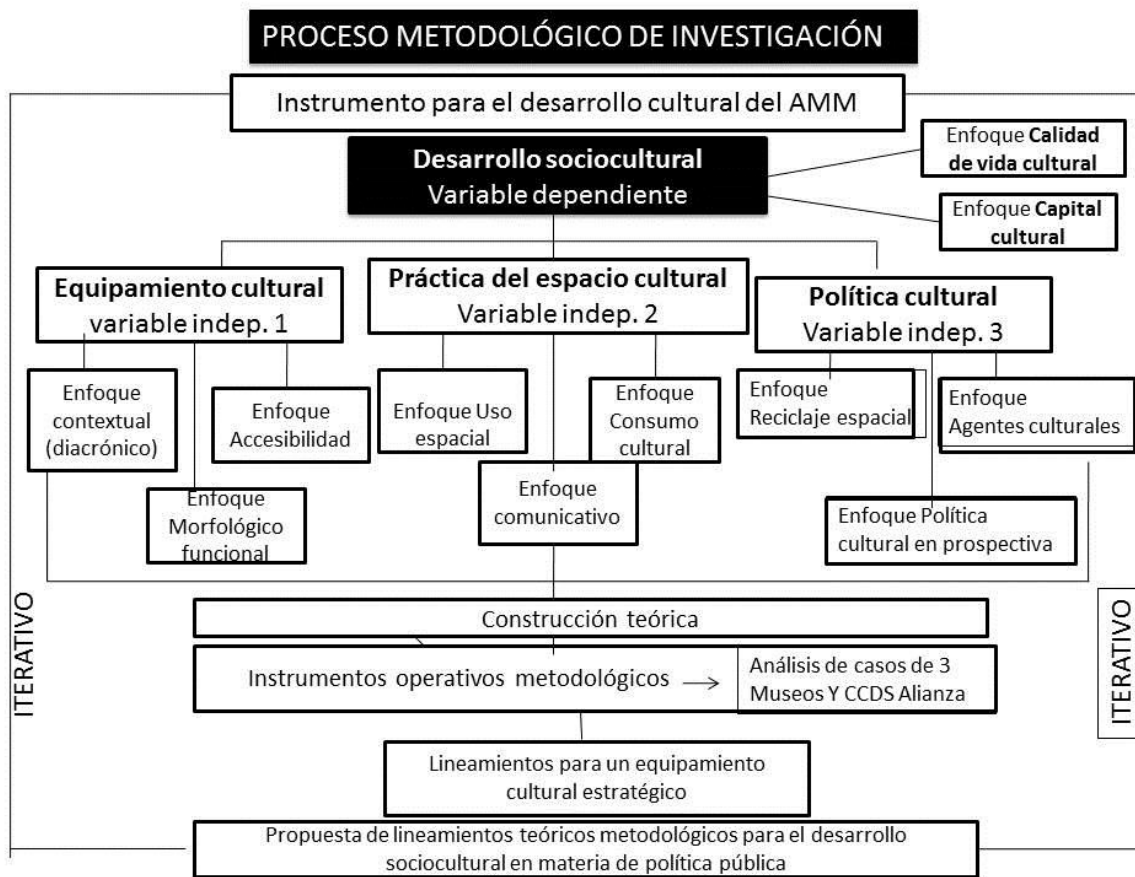 PROCESO METODOLÓGICO DE INVESTIGACIÓN
Instrumento para el desarrollo cultural del AMM
Desarrollo sociocultural
Variable dependiente
Enfoque Calidad
de vida cultural
Enfoque Capital
cultural
Equipamiento cultural
variable indep. 1
Práctica del espacio cultural
Variable indep. 2
Política cultural
Variable indep. 3
Enfoque
contextual
(diacrónico)
Enfoque
Accesibilidad
Enfoque Uso
espacial
Enfoque
Consumo
cultural
Enfoque
Reciclaje espacial
Enfoque
Agentes culturales
Enfoque
Morfológico
funcional
Enfoque
comunicativo
Enfoque Política
cultural en prospectiva
ITERATIVO
ITERATIVO
Construcción teórica
Instrumentos operativos metodológicos →
Análisis de casos de 3
Museos Y CCDS Alianza
Lineamientos para un equipamiento
cultural estratégico
Propuesta de lineamientos teóricos metodológicos para el desarrollo
sociocultural en materia de política pública